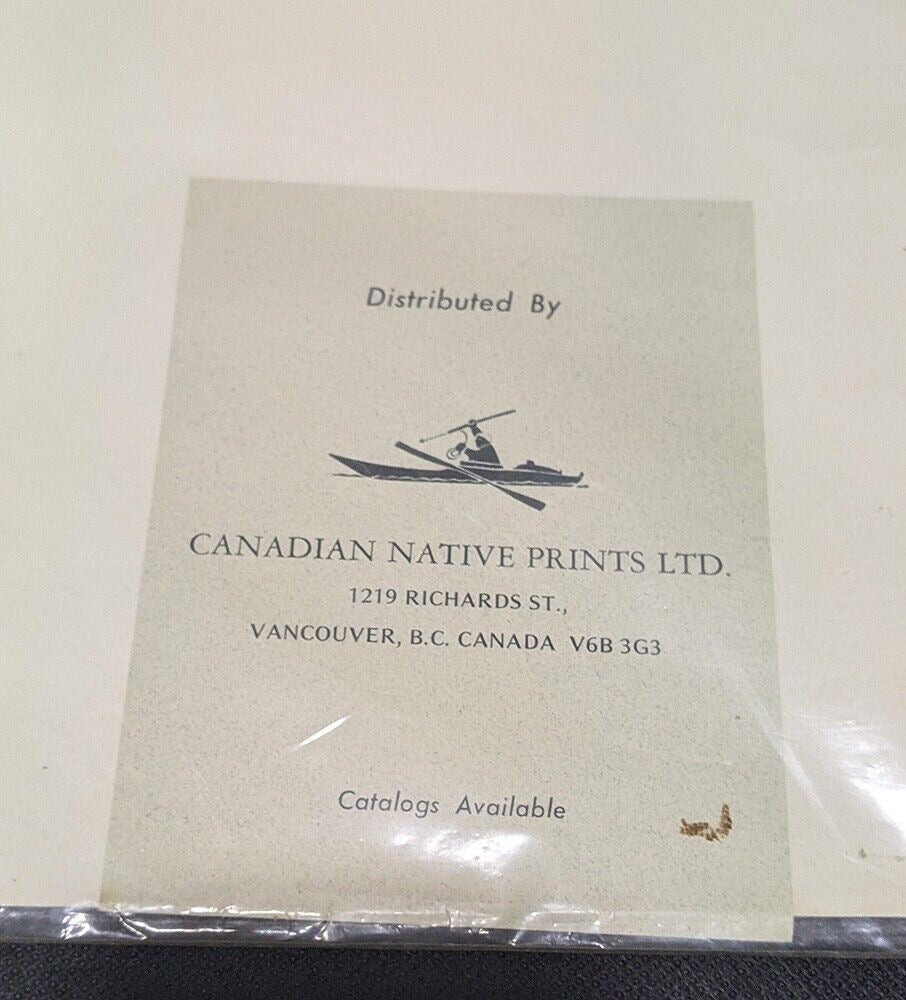 Distributed By
CANADIAN NATIVE PRINTS LTD.
1219 RICHARDS ST.,
VANCOUVER, B.C. CANADA V6B 3G3
Catalogs Available